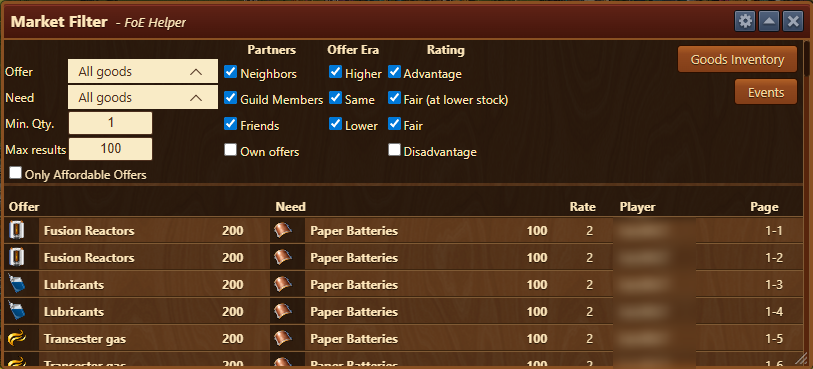 Market Filter - FoE Helper
Partners Offer Era Rating
Offer All goods Neighbors Higher Advantage Goods Inventory
Need All goods Guild Members Same Fair (at lower stock) Events
Min. Qty. 1 Friends Lower Fair
Max results 100 Own offers Disadvantage
Only Affordable Offers
Offer Need Rate Player Page
Fusion Reactors 200 Paper Batteries 100 2 1-1
Fusion Reactors 200 Paper Batteries 100 2 1-2
Lubricants 200 Paper Batteries 100 2 1-3
Lubricants 200 Paper Batteries 100 2 1-4
Transester gas 200 Paper Batteries 100 2 1-5
Transester gas 200 Paper Batteries 100 2 1-6